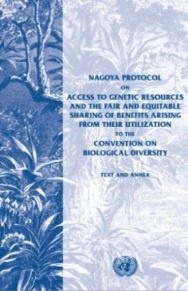 NAGOYA PROTOCOL
ON
ACCESS TO GENETIC RESOURCES
AND THE FAIR AND EQUITABLE
SHARING OF BENEFITS ARISING
FROM THEIR UTILIZATION
TO THE
CONVENTION ON
BIOLOGICAL DIVERSITY
TEXT AND ANNEX